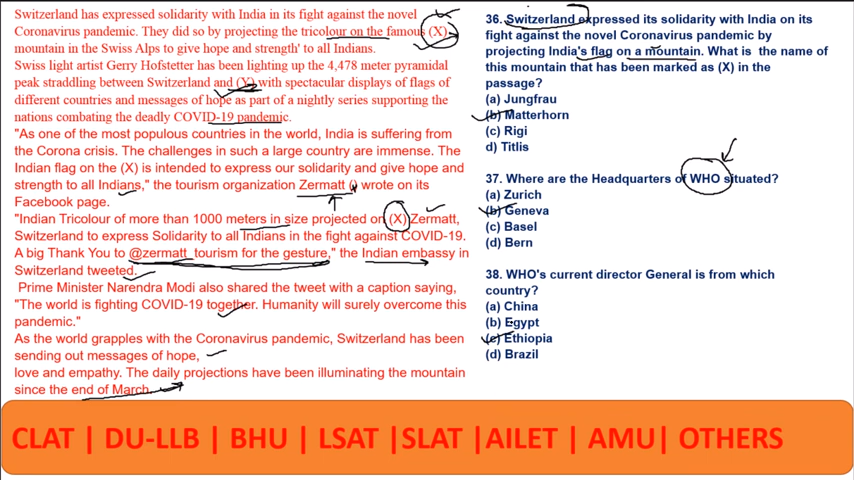 Switzerland has expressed solidarity with India in its fight against the novel
Coronavirus pandemic. They did so by projecting the tricolour on the famous (X)
mountain in the Swiss Alps to give hope and strength' to all Indians.
Swiss light artist Gerry Hofstetter has been lighting up the 4,478 meter pyramidal
peak straddling between Switzerland and (Y) with spectacular displays of flags of
different countries and messages of hope as part of a nightly series supporting the
nations combating the deadly COVID-19 pandemic.
"As one of the most populous countries in the world, India is suffering from
the Corona crisis. The challenges in such a large country are immense. The
Indian flag on the (X) is intended to express our solidarity and give hope and
strength to all Indians," the tourism organization Zermatt () wrote on its
Facebook page.
"Indian Tricolour of more than 1000 meters in size projected on (X) Zermatt,
Switzerland to express Solidarity to all Indians in the fight against COVID-19.
A big Thank You to @zermatt_tourism for the gesture," the Indian embassy in
Switzerland tweeted.
Prime Minister Narendra Modi also shared the tweet with a caption saying,
"The world is fighting COVID-19 together. Humanity will surely overcome this
pandemic."
As the world grapples with the Coronavirus pandemic, Switzerland has been
sending out messages of hope,
love and empathy. The daily projections have been illuminating the mountain
since the end of March.
36. Switzerland expressed its solidarity with India on its
fight against the novel Coronavirus pandemic by
projecting India's flag on a mountain. What is the name of
this mountain that has been marked as (X) in the
passage?
(a) Jungfrau
(b) Matterhorn
(c) Rigi
d) Titlis
37. Where are the Headquarters of WHO situated?
(a) Zurich
(b) Geneva
(c) Basel
(d) Bern
38. WHO's current director General is from which
country?
(a) China
(b) Egypt
(c) Ethiopia
(d) Brazil
CLAT | DU-LLB | BHU | LSAT |SLAT |AILET | AMU| OTHERS